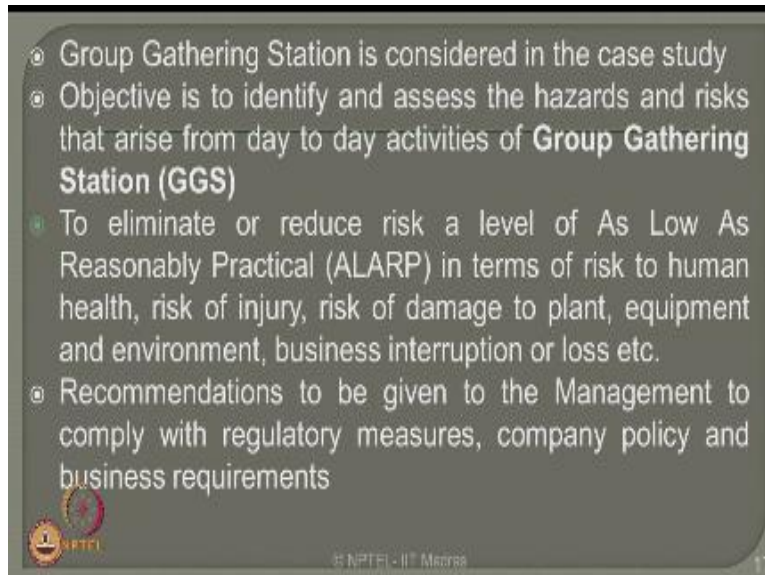 Group Gathering Station is considered in the case study
Objective is to identify and assess the hazards and risks
that arise from day to day activities of Group Gathering
Station (GGS)
To eliminate or reduce risk a level of As Low As
Reasonably Practical (ALARP) in terms of risk to human
health, risk of injury, risk of damage to plant, equipment
and environment, business interruption or loss etc.
Recommendations to be given to the Management to
comply with regulatory measures, company policy and
business requirements
NPTEL
© NPTEL - IIT Madras